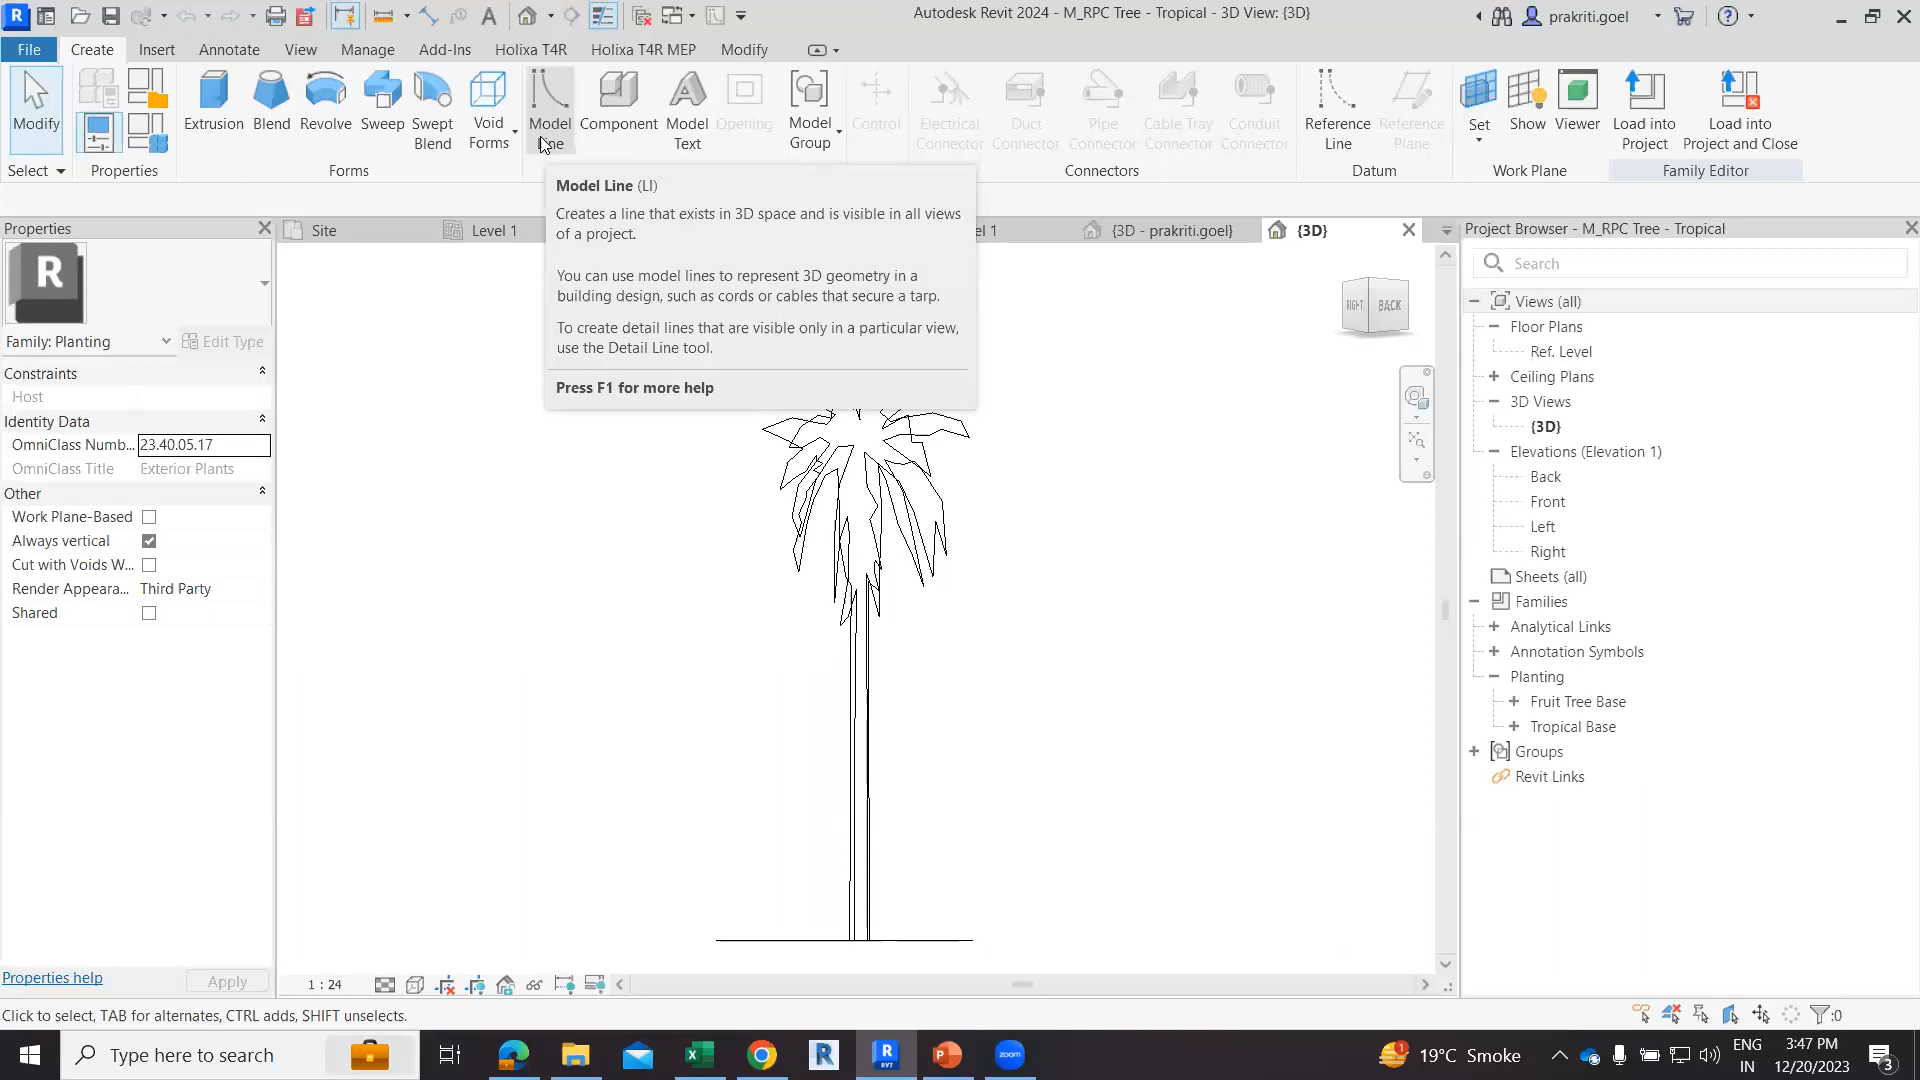 Autodesk Revit 2024 - M_RPC Tree - Tropical - 3D View: {3D}
prakriti.goel
File Create Insert Annotate View Manage Add-Ins Holixa T4R Holixa T4R MEP Modify
Modify
Extrusion Blend Revolve Sweep Swept Blend Void Forms
Model Line Component Model Text Opening Model Group Control
Electrical Connector Duct Connector Pipe Connector Cable Tray Connector Conduit Connector
Reference Line Reference Plane
Set Show Viewer
Load into Project Load into Project and Close
Select Properties Forms Connectors Datum Work Plane Family Editor
Model Line (LI)
Creates a line that exists in 3D space and is visible in all views
of a project.
You can use model lines to represent 3D geometry in a
building design, such as cords or cables that secure a tarp.
To create detail lines that are visible only in a particular view,
use the Detail Line tool.
Press F1 for more help
Site Level 1 el 1 {3D - prakriti.goel} {3D}
RIGHT BACK
Properties
R
Family: Planting Edit Type
Constraints
Host
Identity Data
OmniClass Numb... 23.40.05.17
OmniClass Title Exterior Plants
Other
Work Plane-Based
Always vertical
Cut with Voids W...
Render Appeara... Third Party
Shared
Properties help Apply
Project Browser - M_RPC Tree - Tropical
Search
Views (all)
Floor Plans
Ref. Level
Ceiling Plans
3D Views
{3D}
Elevations (Elevation 1)
Back
Front
Left
Right
Sheets (all)
Families
Analytical Links
Annotation Symbols
Planting
Fruit Tree Base
Tropical Base
Groups
Revit Links
1 : 24
Click to select, TAB for alternates, CTRL adds, SHIFT unselects.
:0
Type here to search
zoom
19°C Smoke
ENG
IN
3:47 PM
12/20/2023
3